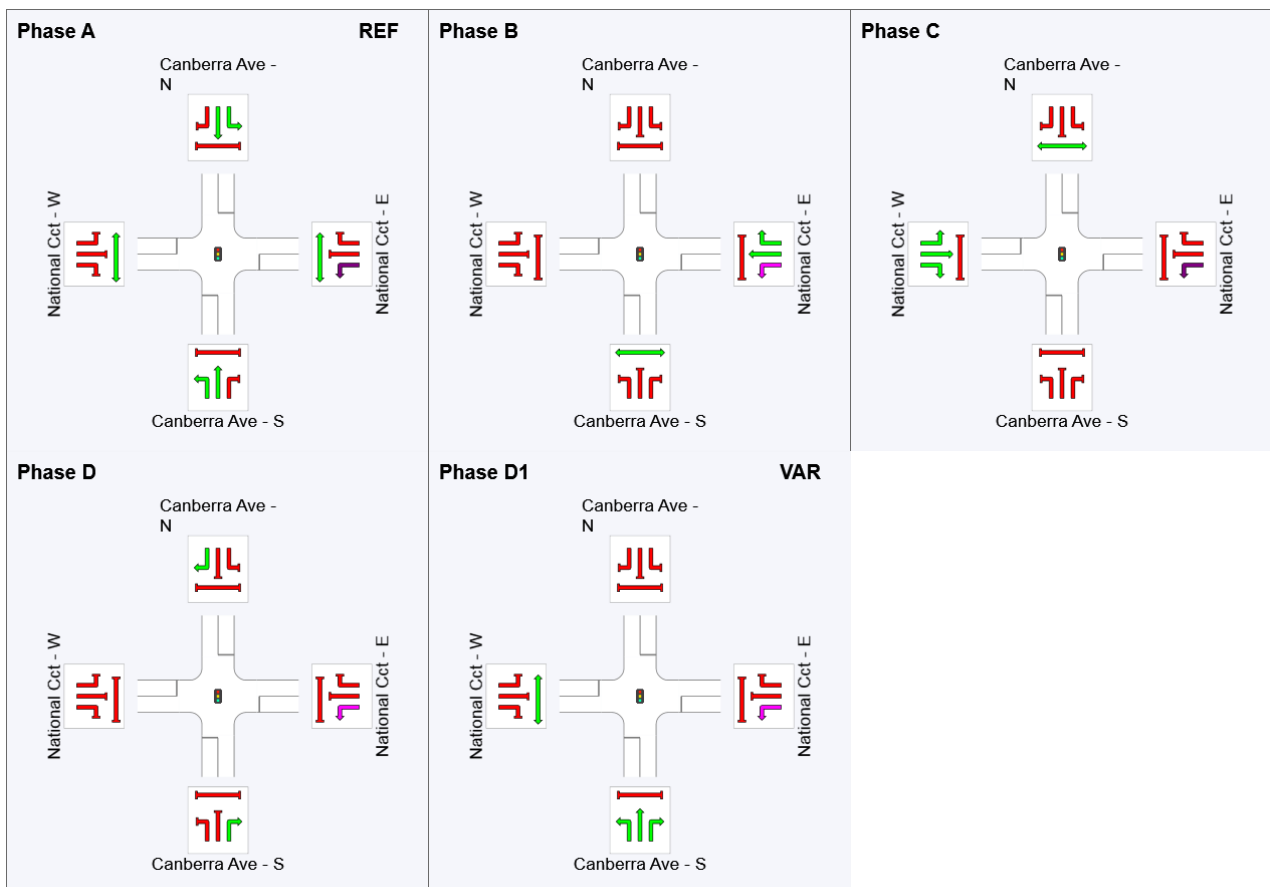 Phase A REF
Canberra Ave -
N
National Cct - W
National Cct - E
Canberra Ave - S
Phase B
Canberra Ave -
N
National Cct - W
National Cct - E
Canberra Ave - S
Phase C
Canberra Ave -
N
National Cct - W
National Cct - E
Canberra Ave - S
Phase D
Canberra Ave -
N
National Cct - W
National Cct - E
Canberra Ave - S
Phase D1 VAR
Canberra Ave -
N
National Cct - W
National Cct - E
Canberra Ave - S